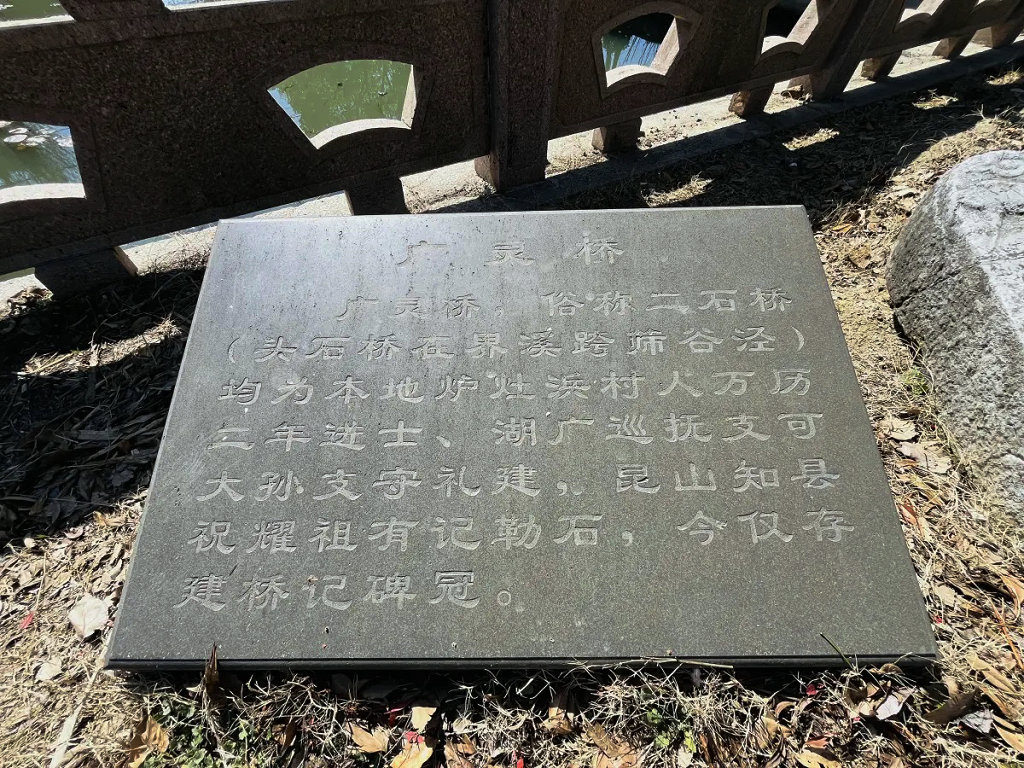 广灵桥
广灵桥，俗称二石桥
（头石桥在界溪跨筛谷泾）
均为本地炉灶浜村人万历
二年进士、湖广巡抚支可
大孙支守礼建，昆山知县
祝耀祖有记勒石，今仅存
建桥记碑冠。